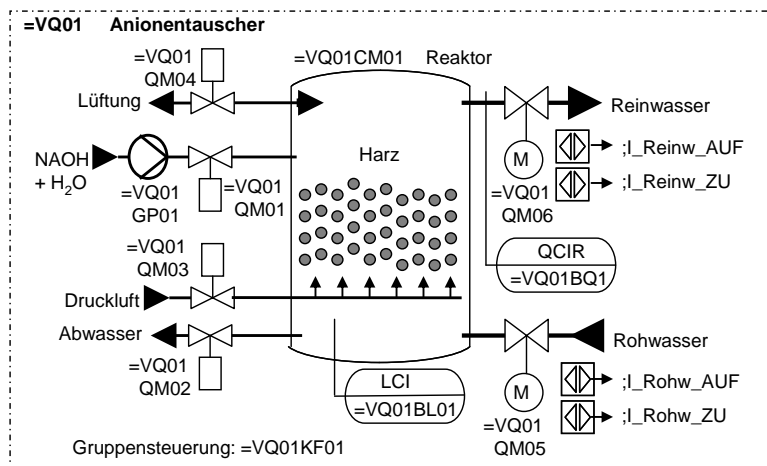 =VQ01 Anionentauscher
=VQ01
QM04
Lüftung
=VQ01CM01
Reaktor
Reinwasser
NAOH
+ H₂O
=VQ01
GP01
=VQ01
QM01
Harz
M
=VQ01
QM06
;I_Reinw_AUF
;I_Reinw_ZU
=VQ01
QM03
Druckluft
QCIR
=VQ01BQ1
Abwasser
=VQ01
QM02
Rohwasser
LCI
=VQ01BL01
M
=VQ01
QM05
;I_Rohw_AUF
;I_Rohw_ZU
Gruppensteuerung: =VQ01KF01